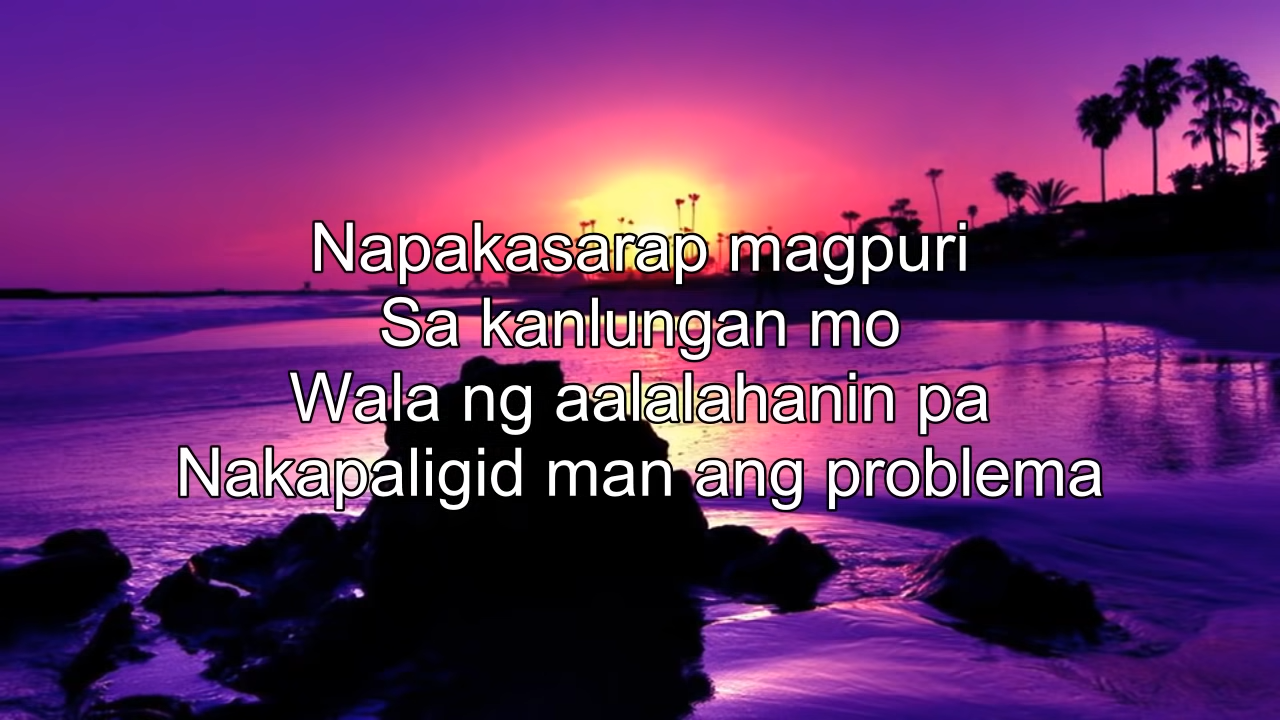 Napakasarap magpuri
Sa kanlungan mo
Wala ng aalalahanin pa
Nakapaligid man ang problema